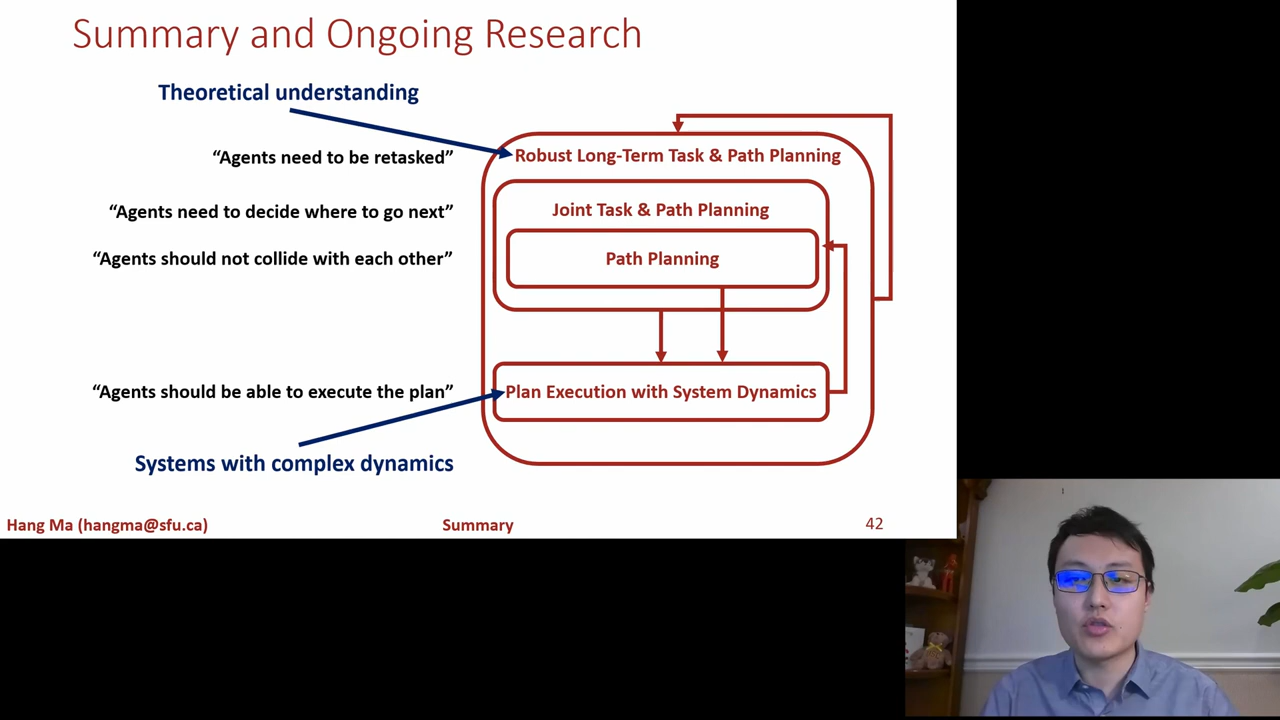 Summary and Ongoing Research
Theoretical understanding
“Agents need to be retasked”
Robust Long-Term Task & Path Planning
“Agents need to decide where to go next”
Joint Task & Path Planning
“Agents should not collide with each other”
Path Planning
“Agents should be able to execute the plan”
Plan Execution with System Dynamics
Systems with complex dynamics
Hang Ma (hangma@sfu.ca)
Summary
42